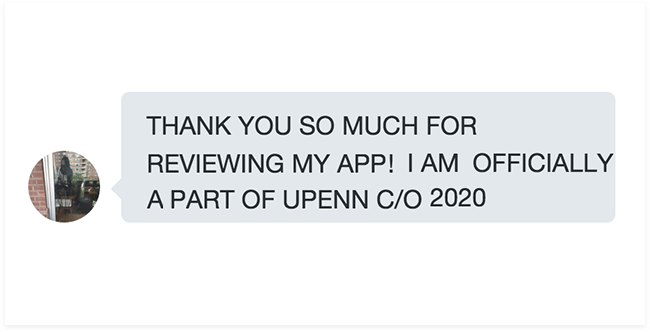 THANK YOU SO MUCH FOR
REVIEWING MY APP! I AM OFFICIALLY
A PART OF UPENN C/O 2020